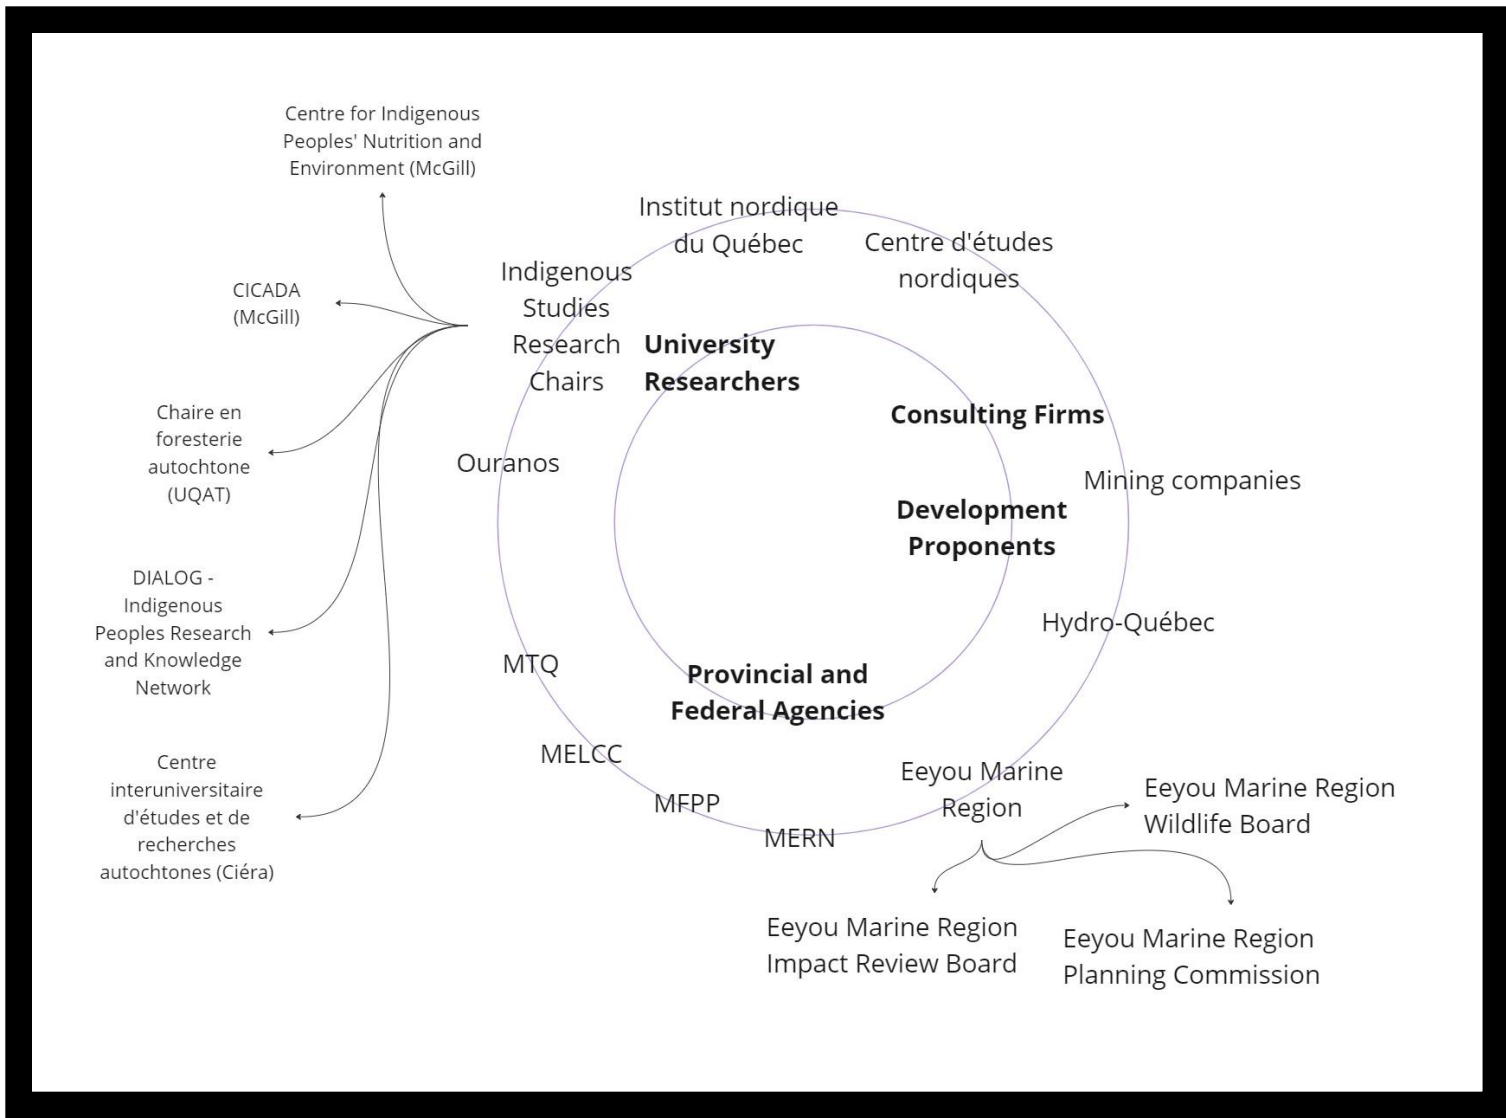 Centre for Indigenous
Peoples' Nutrition and
Environment (McGill)
CICADA
(McGill)
Chaire en
foresterie
autochtone
(UQAT)
DIALOG -
Indigenous
Peoples Research
and Knowledge
Network
Centre
interuniversitaire
d'études et de
recherches
autochtones (Ciéra)
Institut nordique
du Québec
Centre d'études
nordiques
Indigenous
Studies
Research
Chairs
University
Researchers
Consulting Firms
Ouranos
Mining companies
Development
Proponents
Hydro-Québec
MTQ
Provincial and
Federal Agencies
MELCC
MFPP
MERN
Eeyou Marine
Region
Eeyou Marine Region
Wildlife Board
Eeyou Marine Region
Impact Review Board
Eeyou Marine Region
Planning Commission